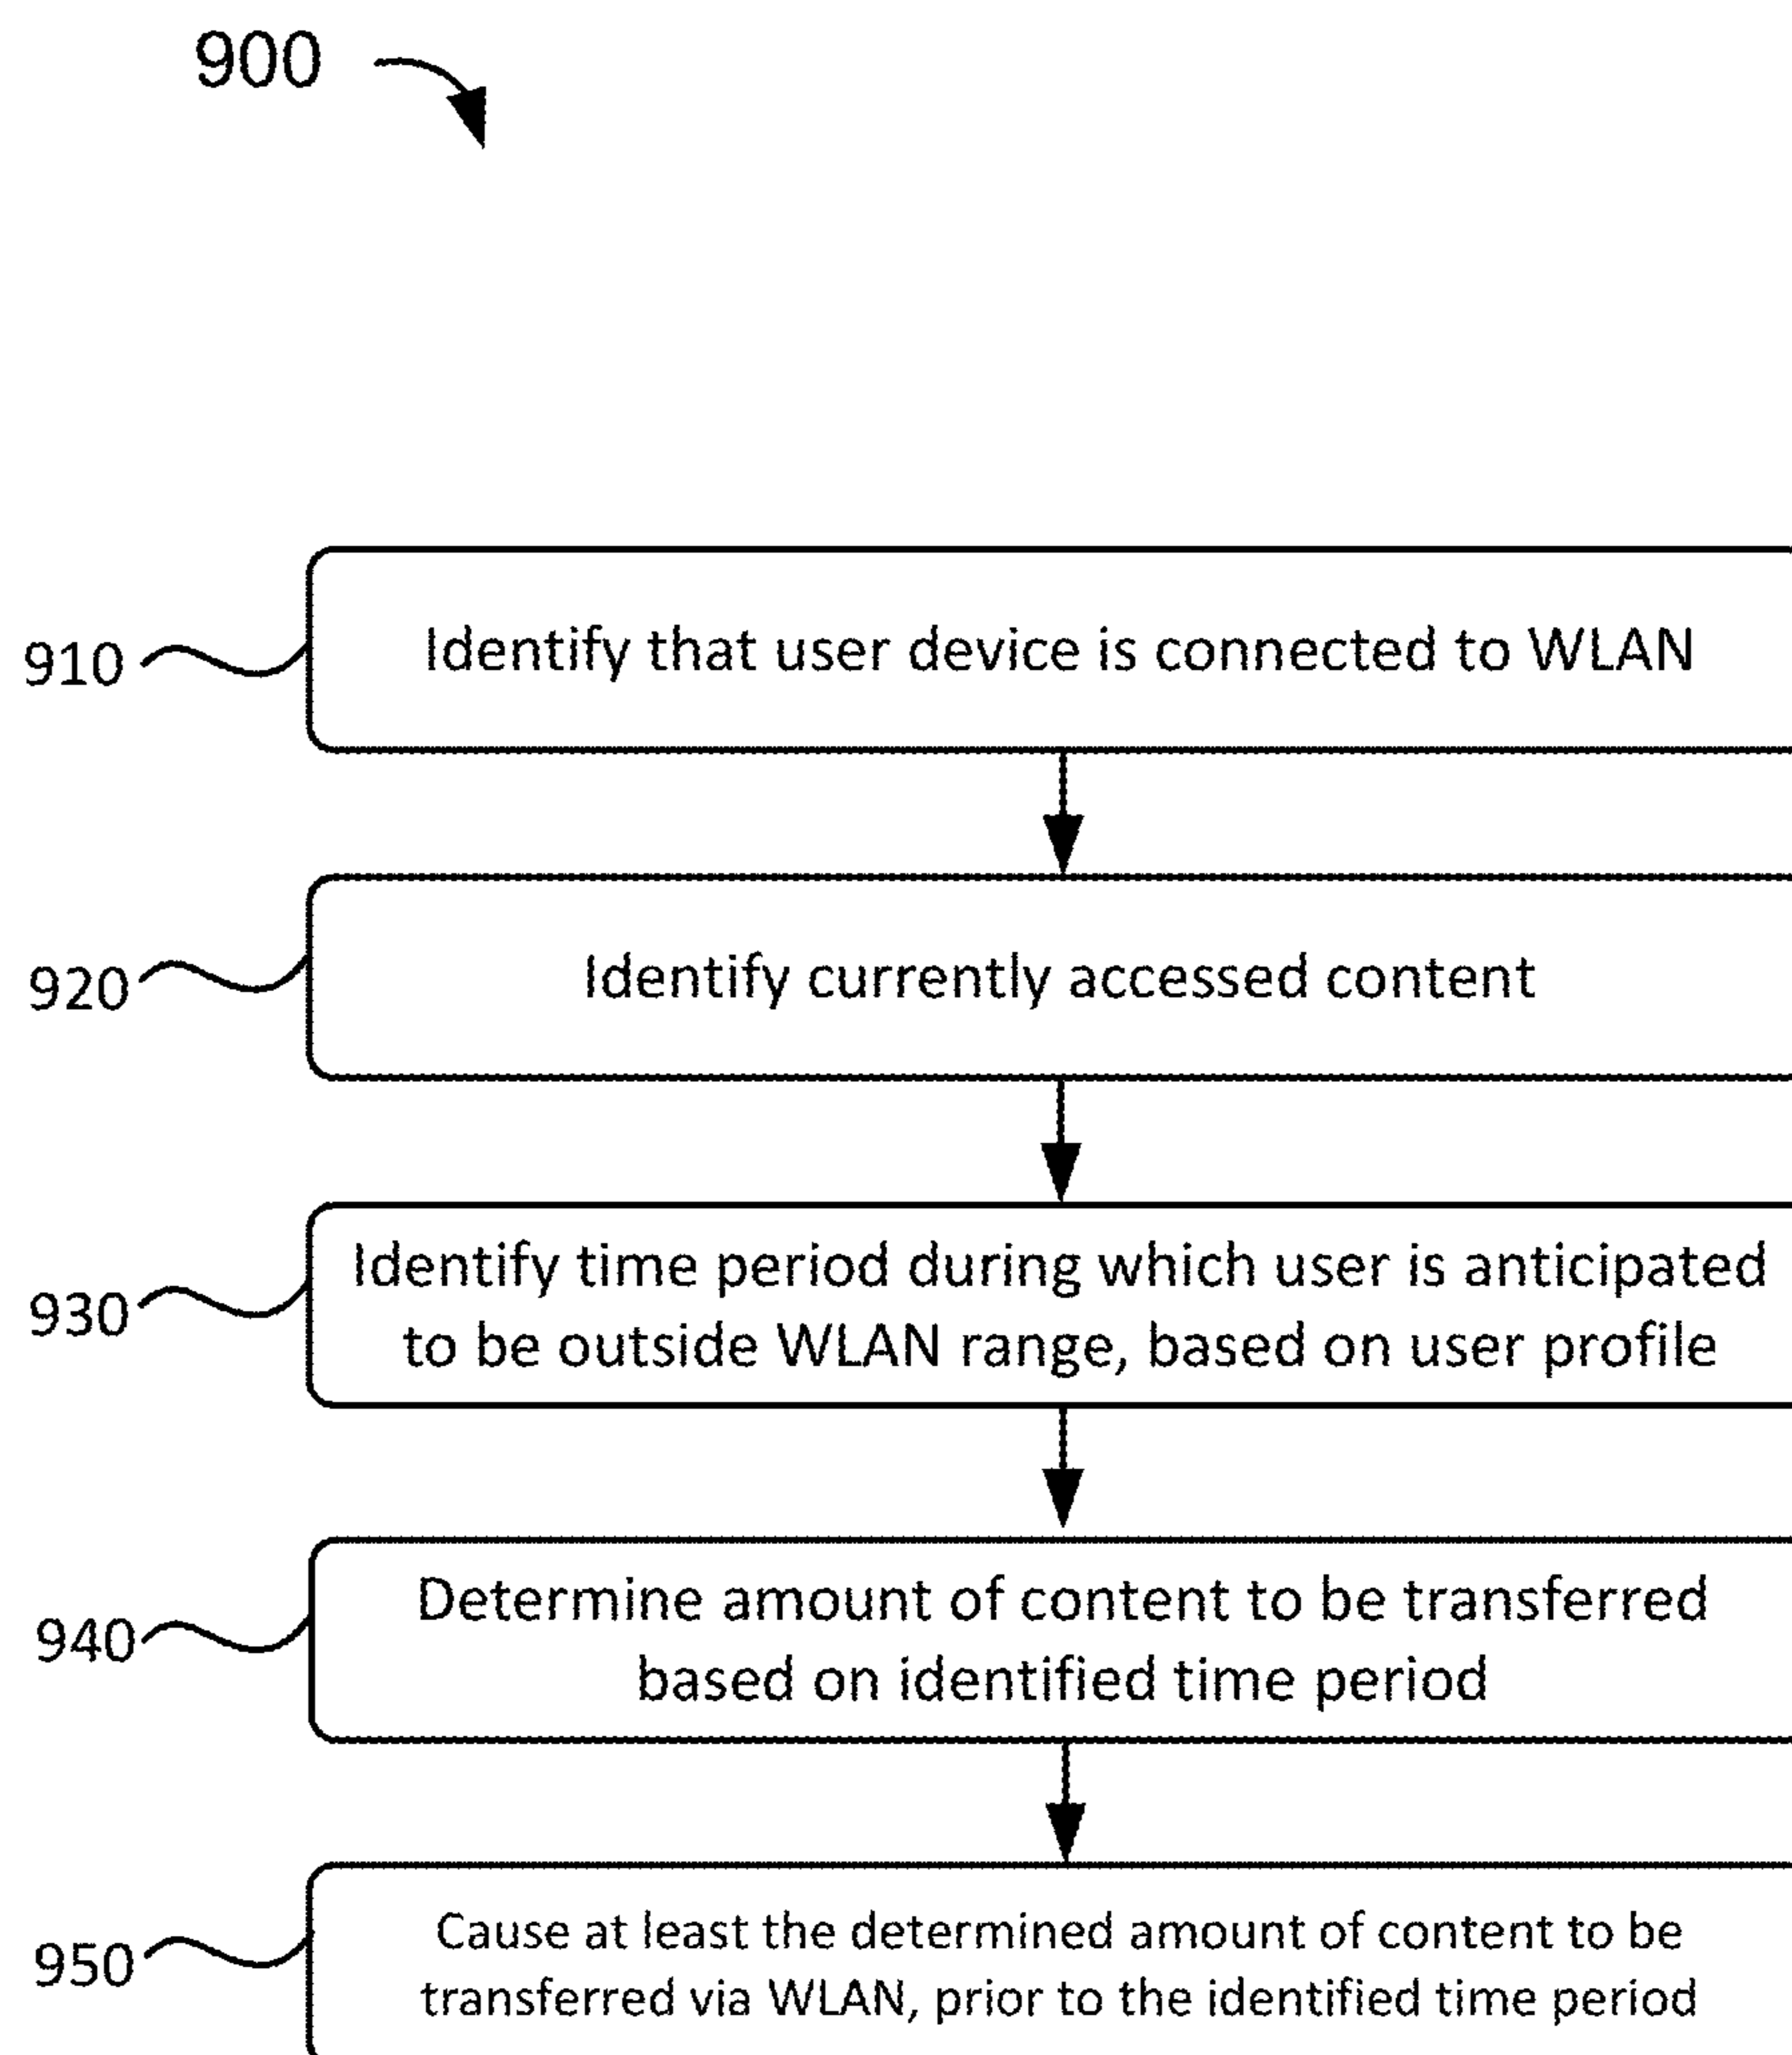 900
910
Identify that user device is connected to WLAN
920
Identify currently accessed content
930
Identify time period during which user is anticipated
to be outside WLAN range, based on user profile
940
Determine amount of content to be transferred
based on identified time period
950
Cause at least the determined amount of content to be
transferred via WLAN, prior to the identified time period